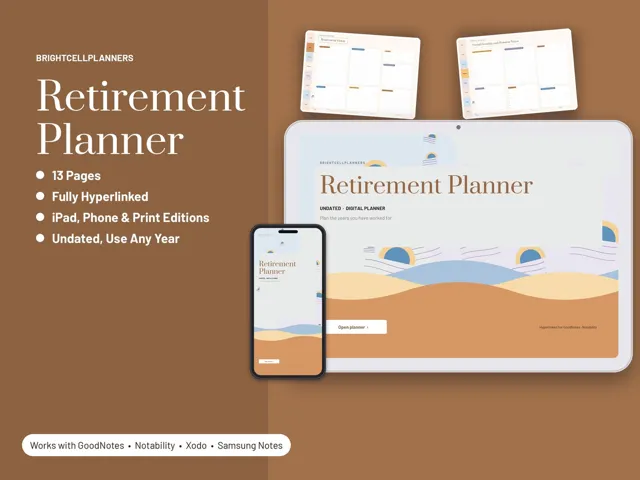 BRIGHTCELLPLANNERS
Retirement
Planner
13 Pages
Fully Hyperlinked
iPad, Phone & Print Editions
Undated, Use Any Year
Works with GoodNotes • Notability • Xodo • Samsung Notes
BRIGHTCELLPLANNERS
Retirement Planner
UNDATED · DIGITAL PLANNER
Plan the years you have worked for
Open planner ›
Retirement
Planner